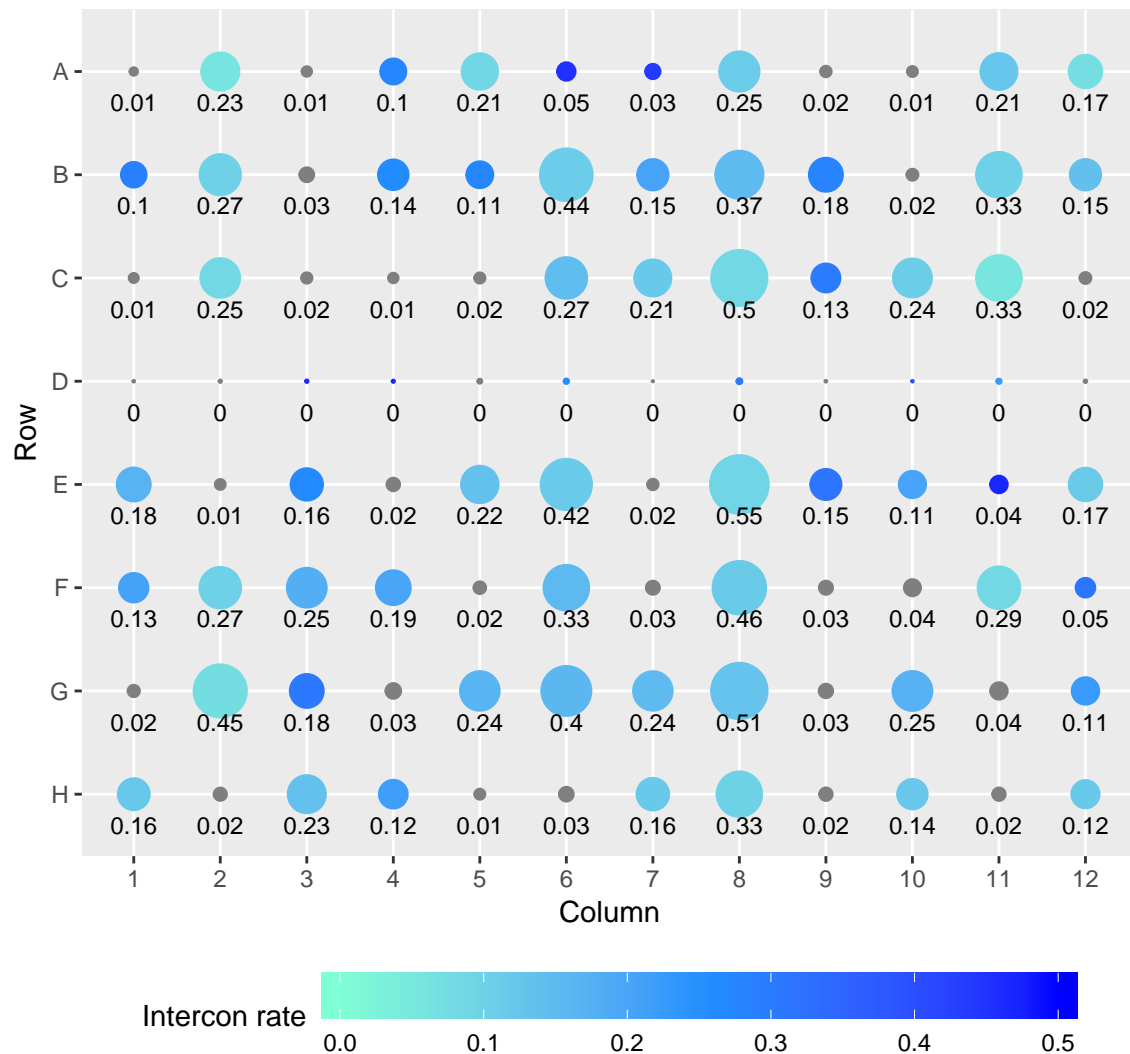 A
0.01 0.23 0.01 0.1 0.21 0.05 0.03 0.25 0.02 0.01 0.21 0.17
B
0.1 0.27 0.03 0.14 0.11 0.44 0.15 0.37 0.18 0.02 0.33 0.15
C
0.01 0.25 0.02 0.01 0.02 0.27 0.21 0.5 0.13 0.24 0.33 0.02
D
0 0 0 0 0 0 0 0 0 0 0 0
Row
E
0.18 0.01 0.16 0.02 0.22 0.42 0.02 0.55 0.15 0.11 0.04 0.17
F
0.13 0.27 0.25 0.19 0.02 0.33 0.03 0.46 0.03 0.04 0.29 0.05
G
0.02 0.45 0.18 0.03 0.24 0.4 0.24 0.51 0.03 0.25 0.04 0.11
H
0.16 0.02 0.23 0.12 0.01 0.03 0.16 0.33 0.02 0.14 0.02 0.12
1 2 3 4 5 6 7 8 9 10 11 12
Column
Intercon rate
0.0 0.1 0.2 0.3 0.4 0.5